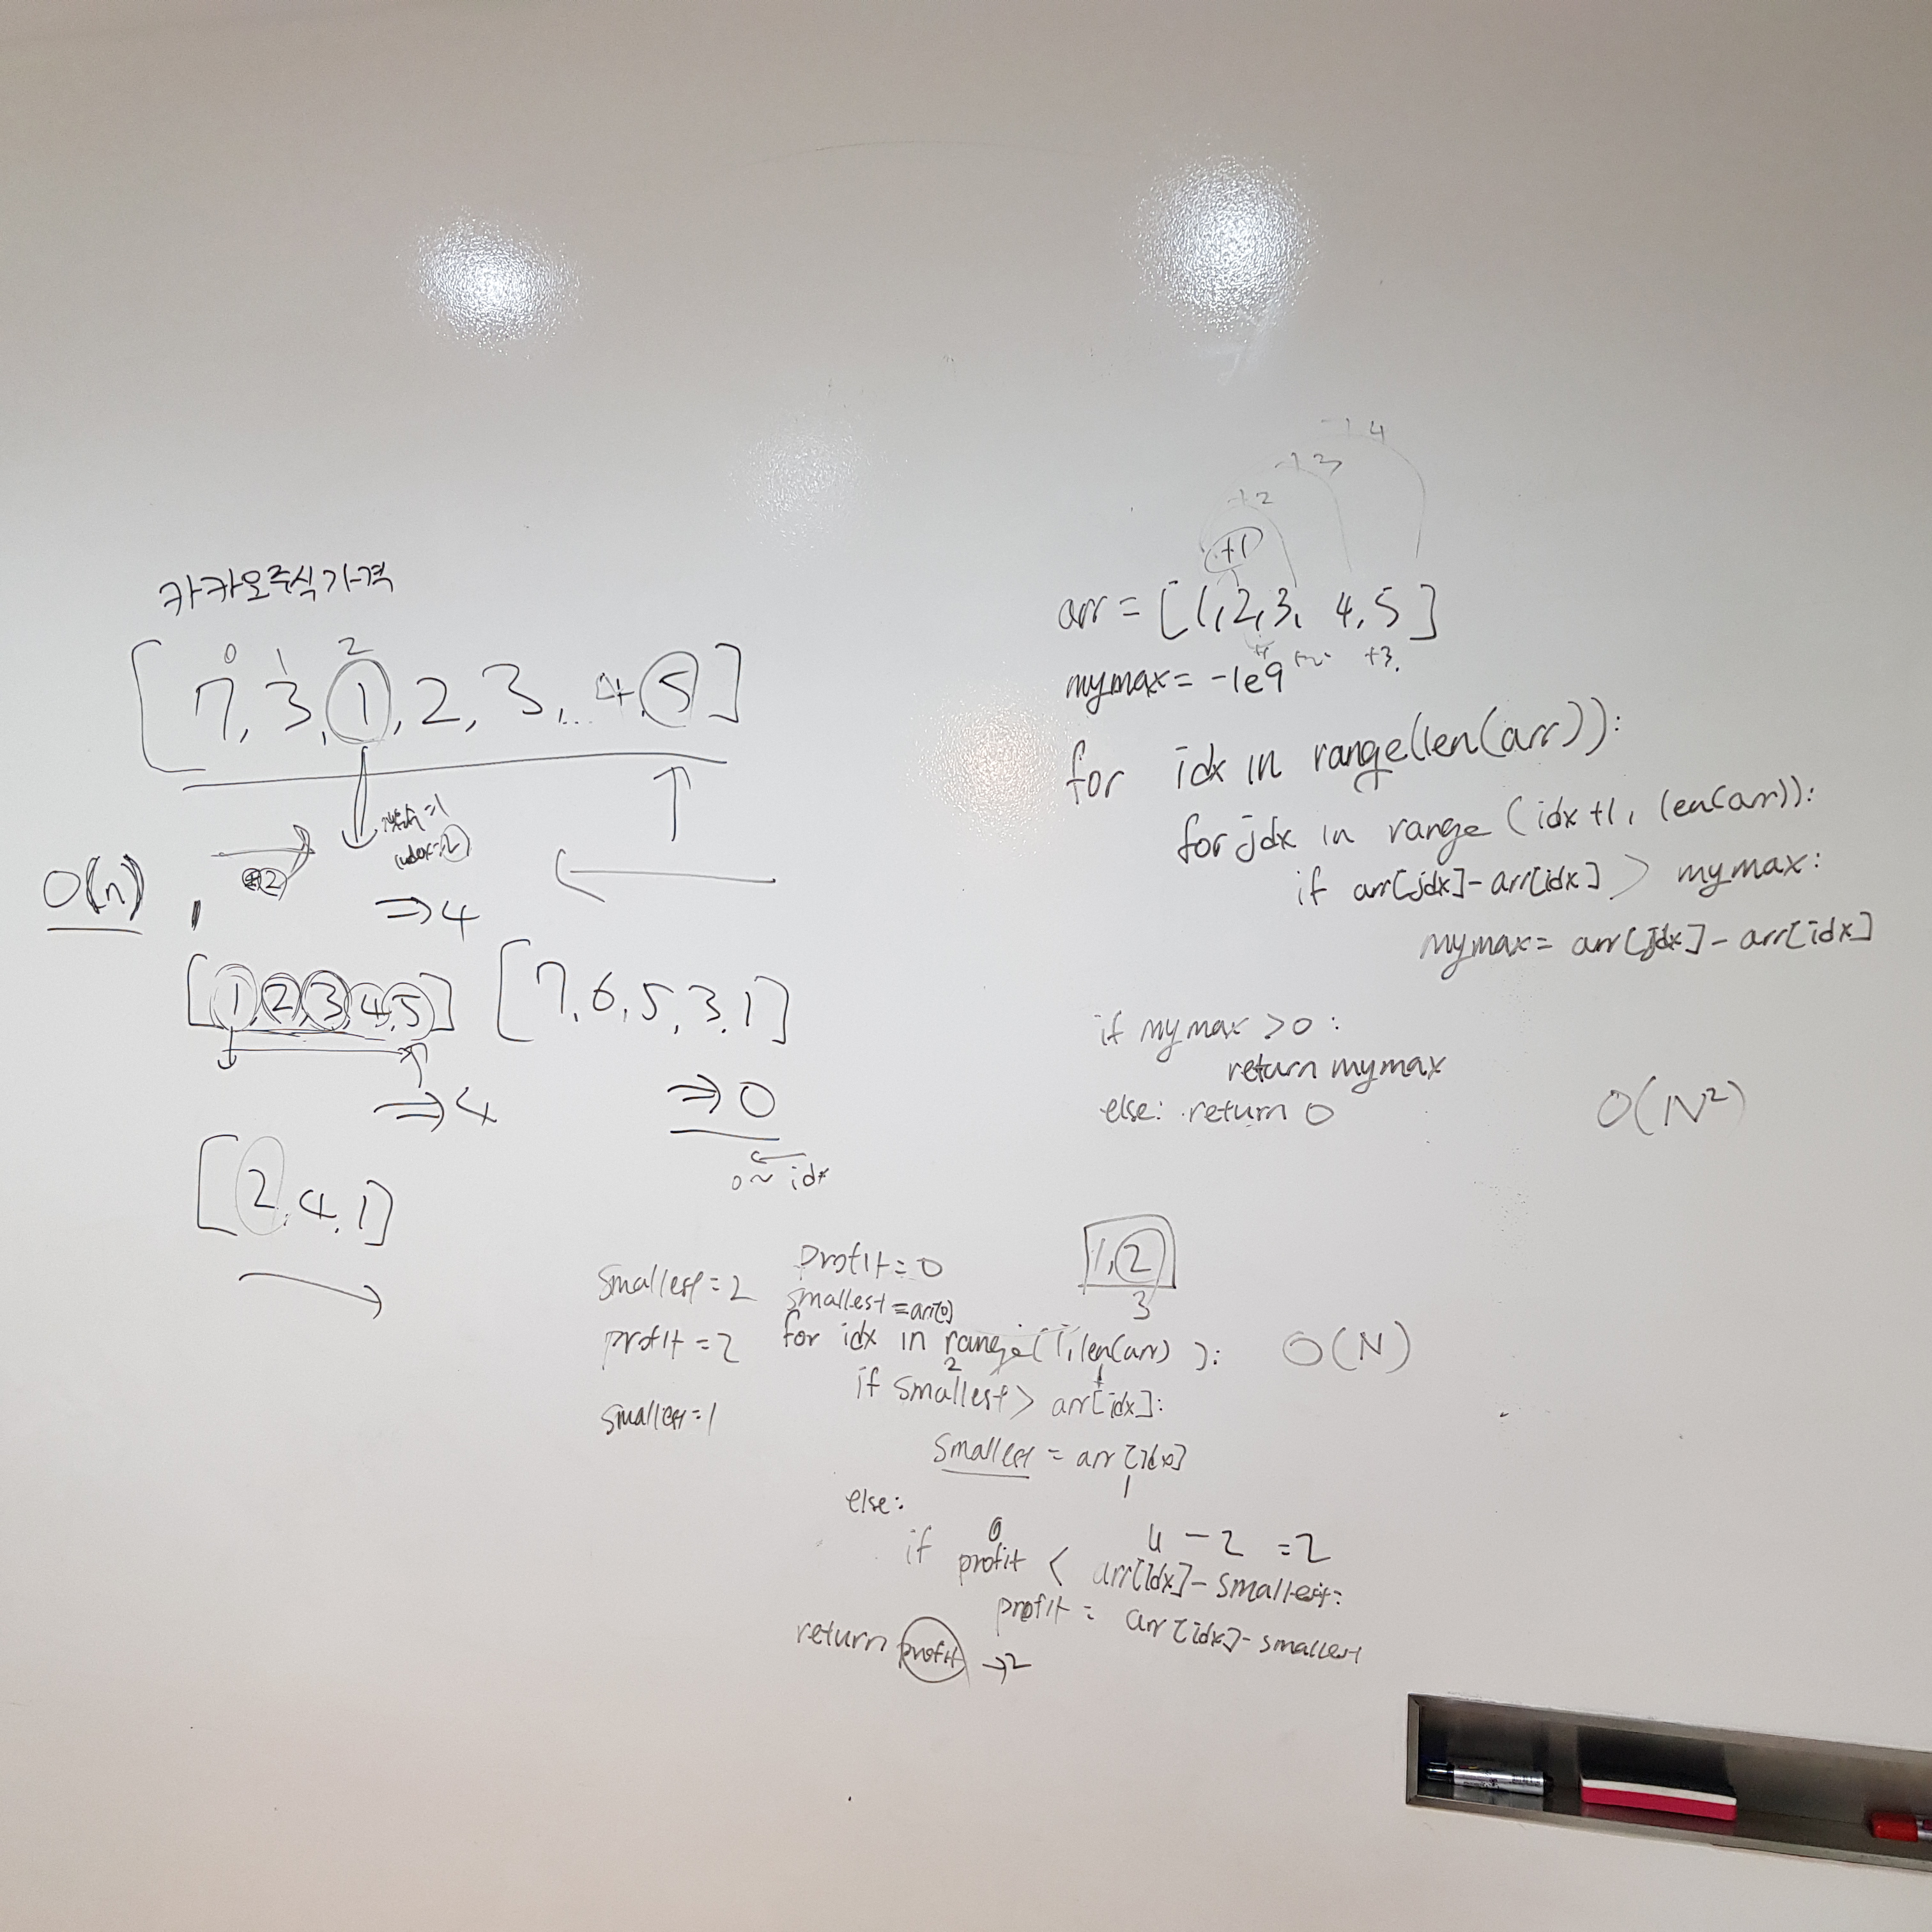 카카오주식가격
0 1 2
[7, 3, 1, 2, 3, ... 4, 5]
index=2
O(n),
⇒4
[1, 2, 3, 4, 5] [7, 6, 5, 3, 1]
⇒4
⇒0
0~idx
[2, 4, 1]
+4
+3
+2
+1
arr = [1, 2, 3, 4, 5]
+1 +2 +3
mymax = -1e9
for idx in range(len(arr)):
for jdx in range(idx+1, len(arr)):
if arr[jdx]-arr[idx] > mymax:
mymax = arr[jdx]-arr[idx]
if mymax >0:
return mymax
else: return 0
O(N²)
1, 2
3
smallest=2
profit=2
smallest=1
profit=0
smallest=arr[0]
for idx in range(1, len(arr)):
O(N)
2 1
if smallest > arr[idx]:
smallest = arr[idx]
1
else:
0 4 - 2 = 2
if profit < arr[idx]-smallest:
profit = arr[idx]-smallest
return profit →2